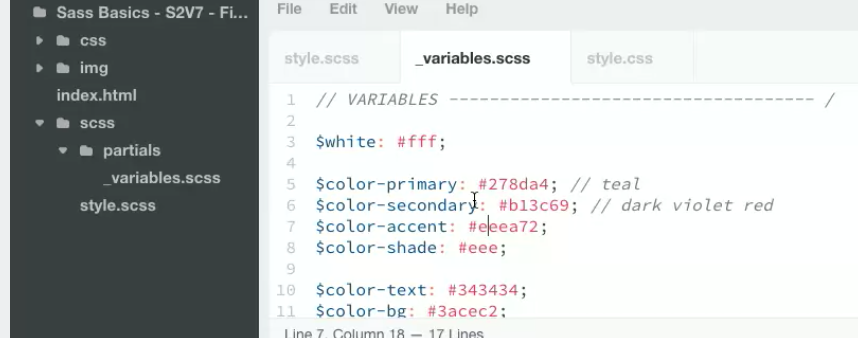 Sass Basics - S2V7 - Fi...
css
img
index.html
scss
partials
_variables.scss
style.scss
File Edit View Help
style.scss _variables.scss style.css
1 // VARIABLES ------------------------------------ /
2
3 $white: #fff;
4
5 $color-primary: #278da4; // teal
6 $color-secondary: #b13c69; // dark violet red
7 $color-accent: #eeea72;
8 $color-shade: #eee;
9
10 $color-text: #343434;
11 $color-bg: #3acec2;
Line 7, Column 18 — 17 Lines